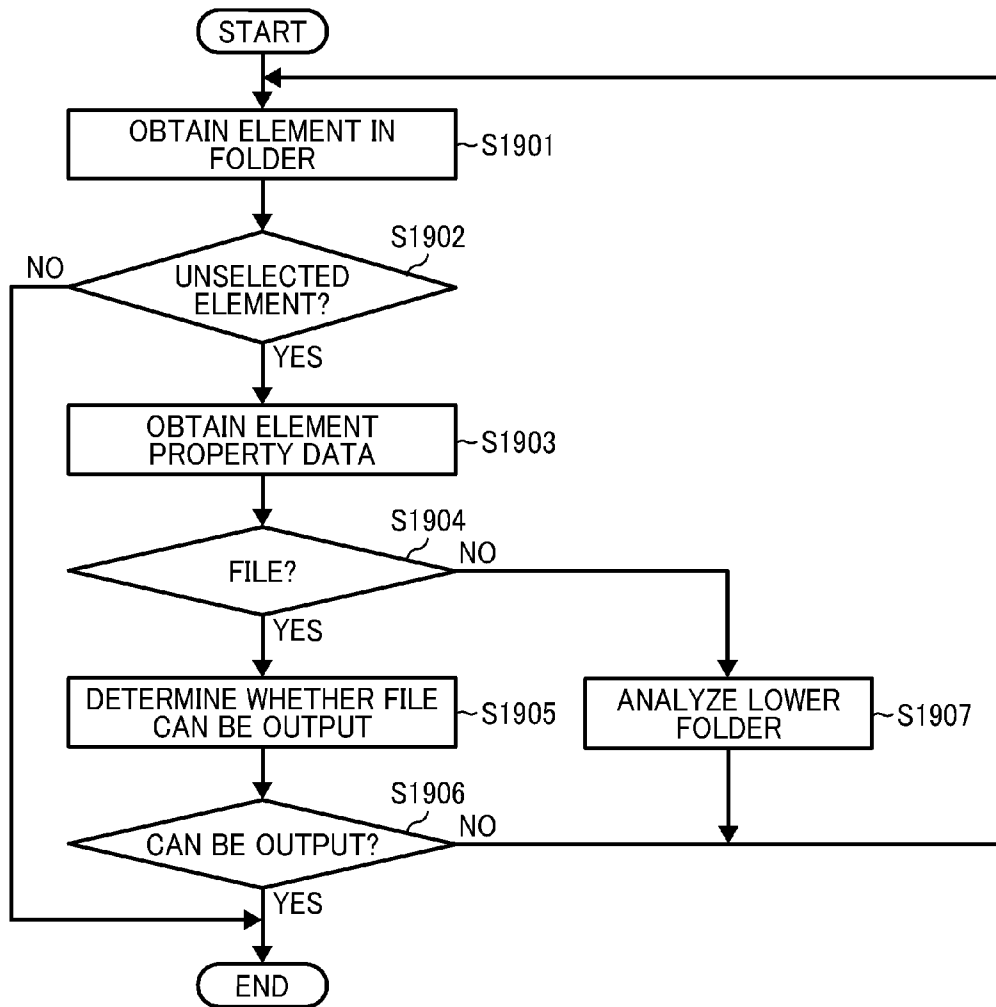 START
OBTAIN ELEMENT IN
FOLDER
S1901
S1902
NO
UNSELECTED
ELEMENT?
YES
OBTAIN ELEMENT
PROPERTY DATA
S1903
S1904
NO
FILE?
YES
DETERMINE WHETHER FILE
CAN BE OUTPUT
S1905
ANALYZE LOWER
FOLDER
S1907
S1906
NO
CAN BE OUTPUT?
YES
END